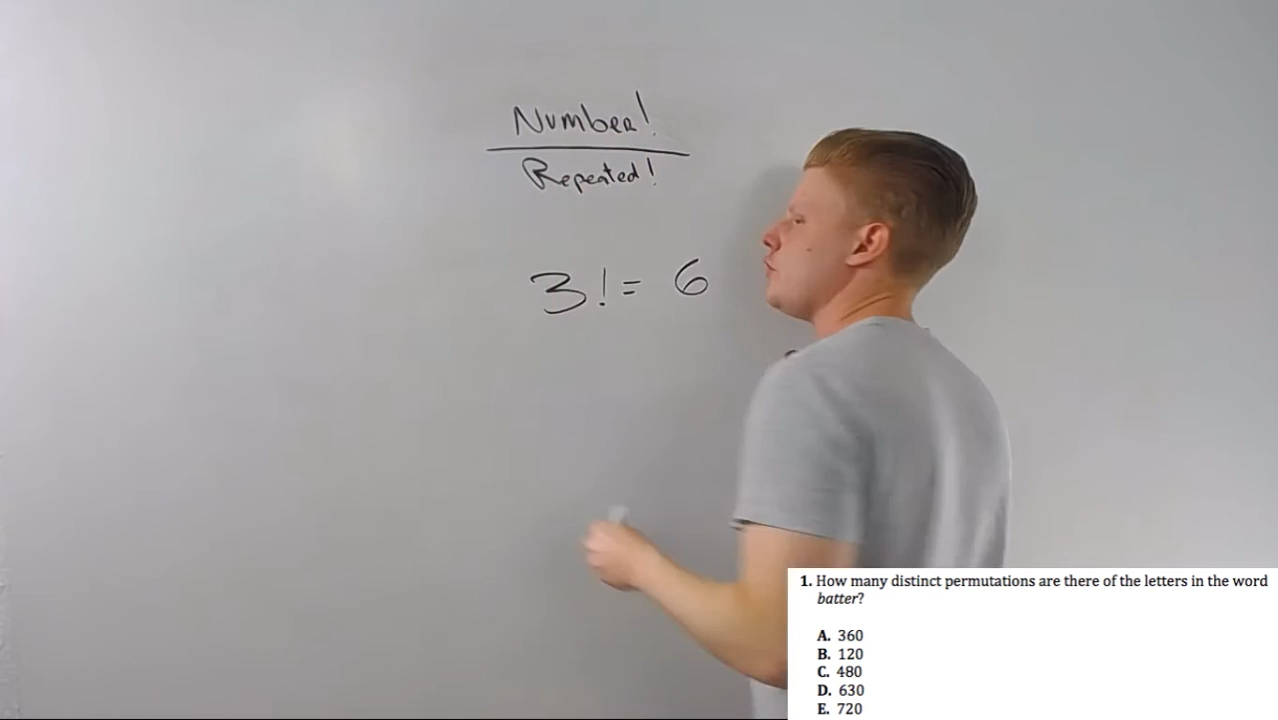 Number!
Repeated!
3! = 6
1. How many distinct permutations are there of the letters in the word
batter?
A. 360
B. 120
C. 480
D. 630
E. 720